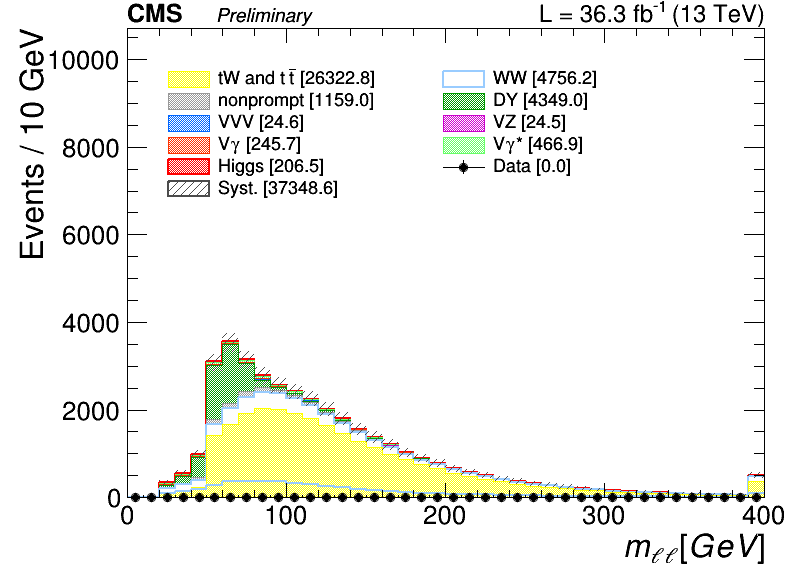 CMS Preliminary L = 36.3 fb⁻¹ (13 TeV)
Events / 10 GeV
10000
8000
6000
4000
2000
0
tW and tt̅ [26322.8]
WW [4756.2]
nonprompt [1159.0]
DY [4349.0]
VVV [24.6]
VZ [24.5]
Vγ [245.7]
Vγ* [466.9]
Higgs [206.5]
Data [0.0]
Syst. [37348.6]
0 100 200 300 400
mℓℓ[GeV]